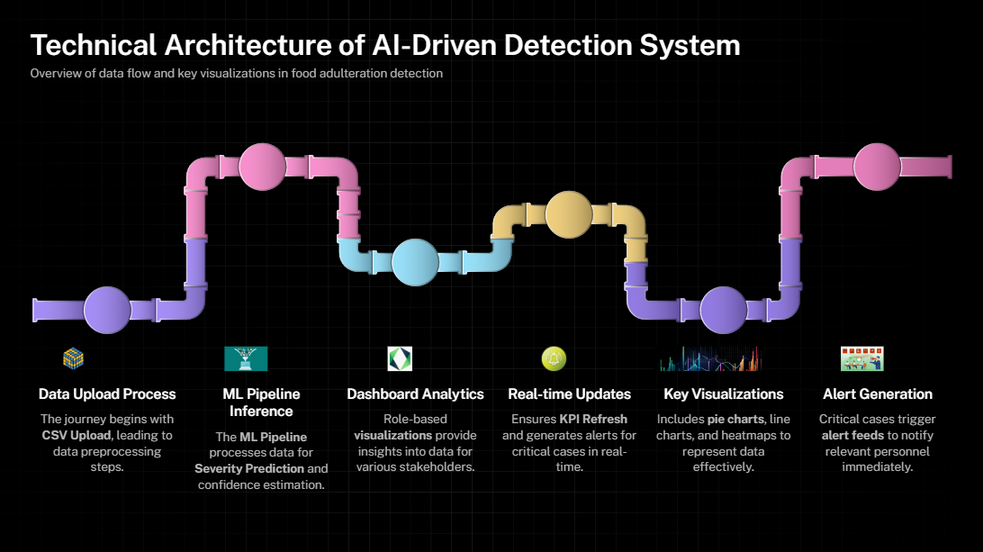 Technical Architecture of AI-Driven Detection System
Overview of data flow and key visualizations in food adulteration detection
Data Upload Process
The journey begins with
CSV Upload, leading to
data preprocessing
steps.
ML Pipeline
Inference
The ML Pipeline
processes data for
Severity Prediction and
confidence estimation.
Dashboard Analytics
Role-based
visualizations provide
insights into data for
various stakeholders.
Real-time Updates
Ensures KPI Refresh
and generates alerts for
critical cases in real-
time.
Key Visualizations
Includes pie charts, line
charts, and heatmaps to
represent data
effectively.
Alert Generation
Critical cases trigger
alert feeds to notify
relevant personnel
immediately.